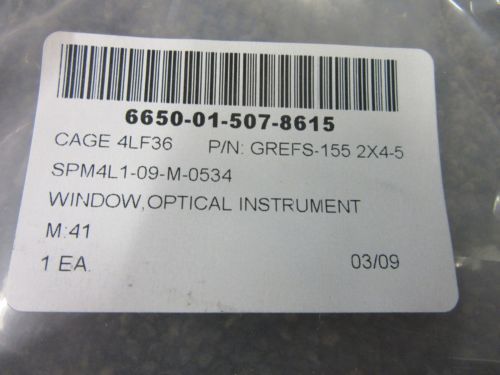 6650-01-507-8615
CAGE 4LF36 P/N: GREFS-155 2X4-5
SPM4L1-09-M-0534
WINDOW,OPTICAL INSTRUMENT
M:41
1 EA. 03/09